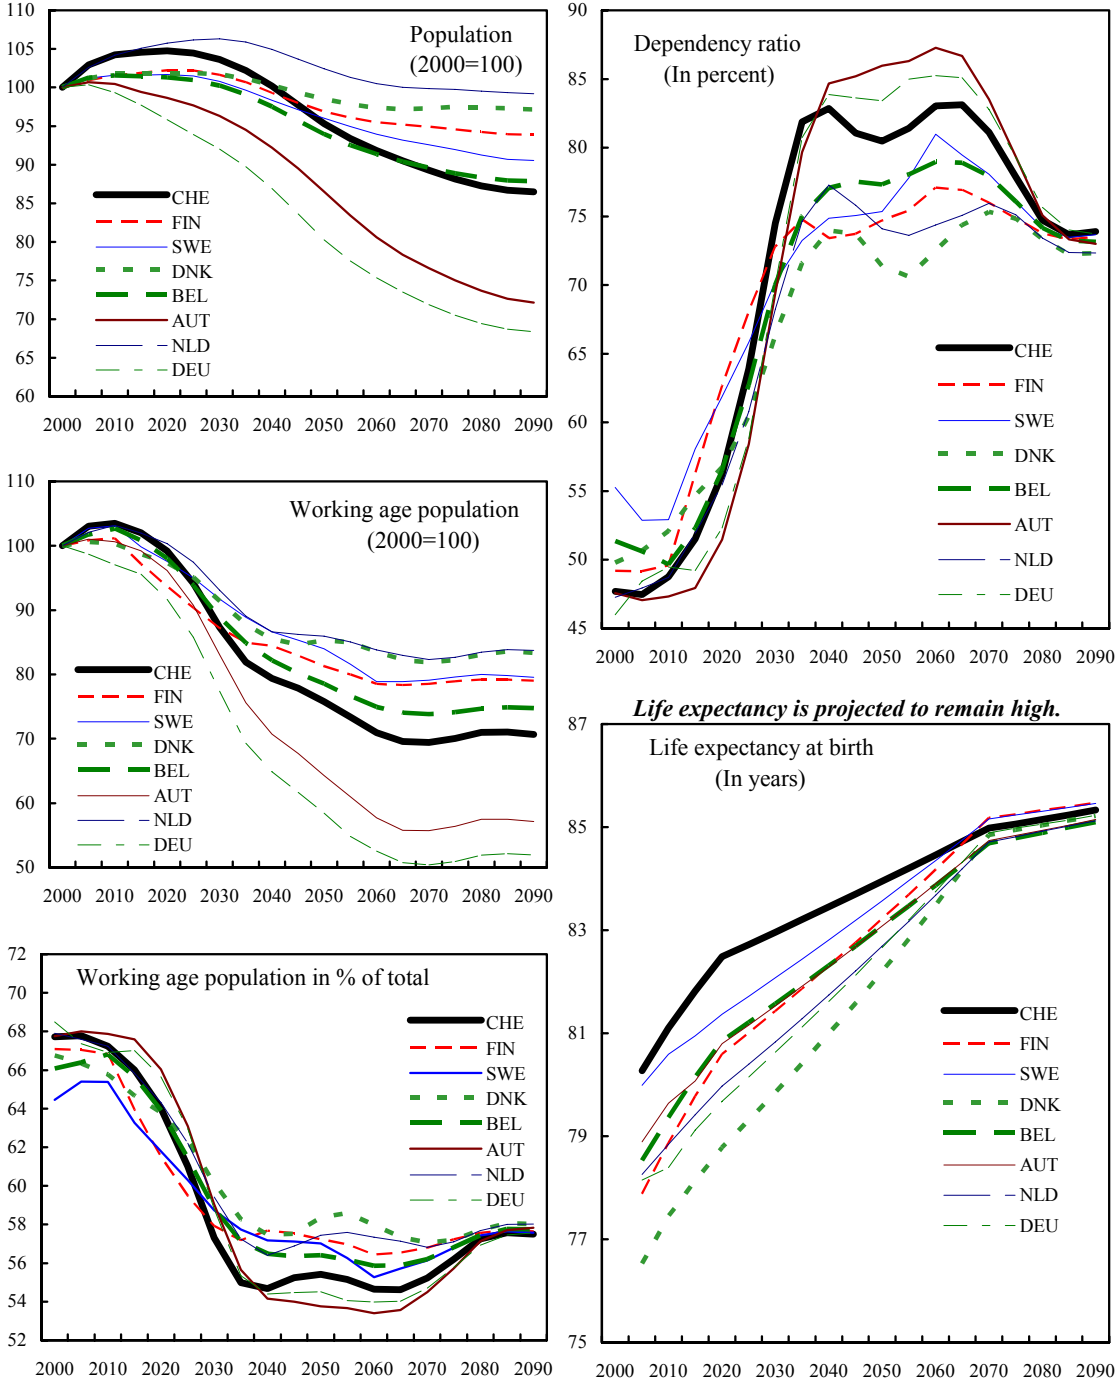 Population
(2000=100)
110
105
100
95
90
85
80
75
70
65
60
CHE
FIN
SWE
DNK
BEL
AUT
NLD
DEU
2000 2010 2020 2030 2040 2050 2060 2070 2080 2090
Working age population
(2000=100)
110
100
90
80
70
60
50
CHE
FIN
SWE
DNK
BEL
AUT
NLD
DEU
2000 2010 2020 2030 2040 2050 2060 2070 2080 2090
Working age population in % of total
72
70
68
66
64
62
60
58
56
54
52
CHE
FIN
SWE
DNK
BEL
AUT
NLD
DEU
2000 2010 2020 2030 2040 2050 2060 2070 2080 2090
Dependency ratio
(In percent)
90
85
80
75
70
65
60
55
50
45
CHE
FIN
SWE
DNK
BEL
AUT
NLD
DEU
2000 2010 2020 2030 2040 2050 2060 2070 2080 2090
Life expectancy is projected to remain high.
Life expectancy at birth
(In years)
87
85
83
81
79
77
75
CHE
FIN
SWE
DNK
BEL
AUT
NLD
DEU
2000 2010 2020 2030 2040 2050 2060 2070 2080 2090